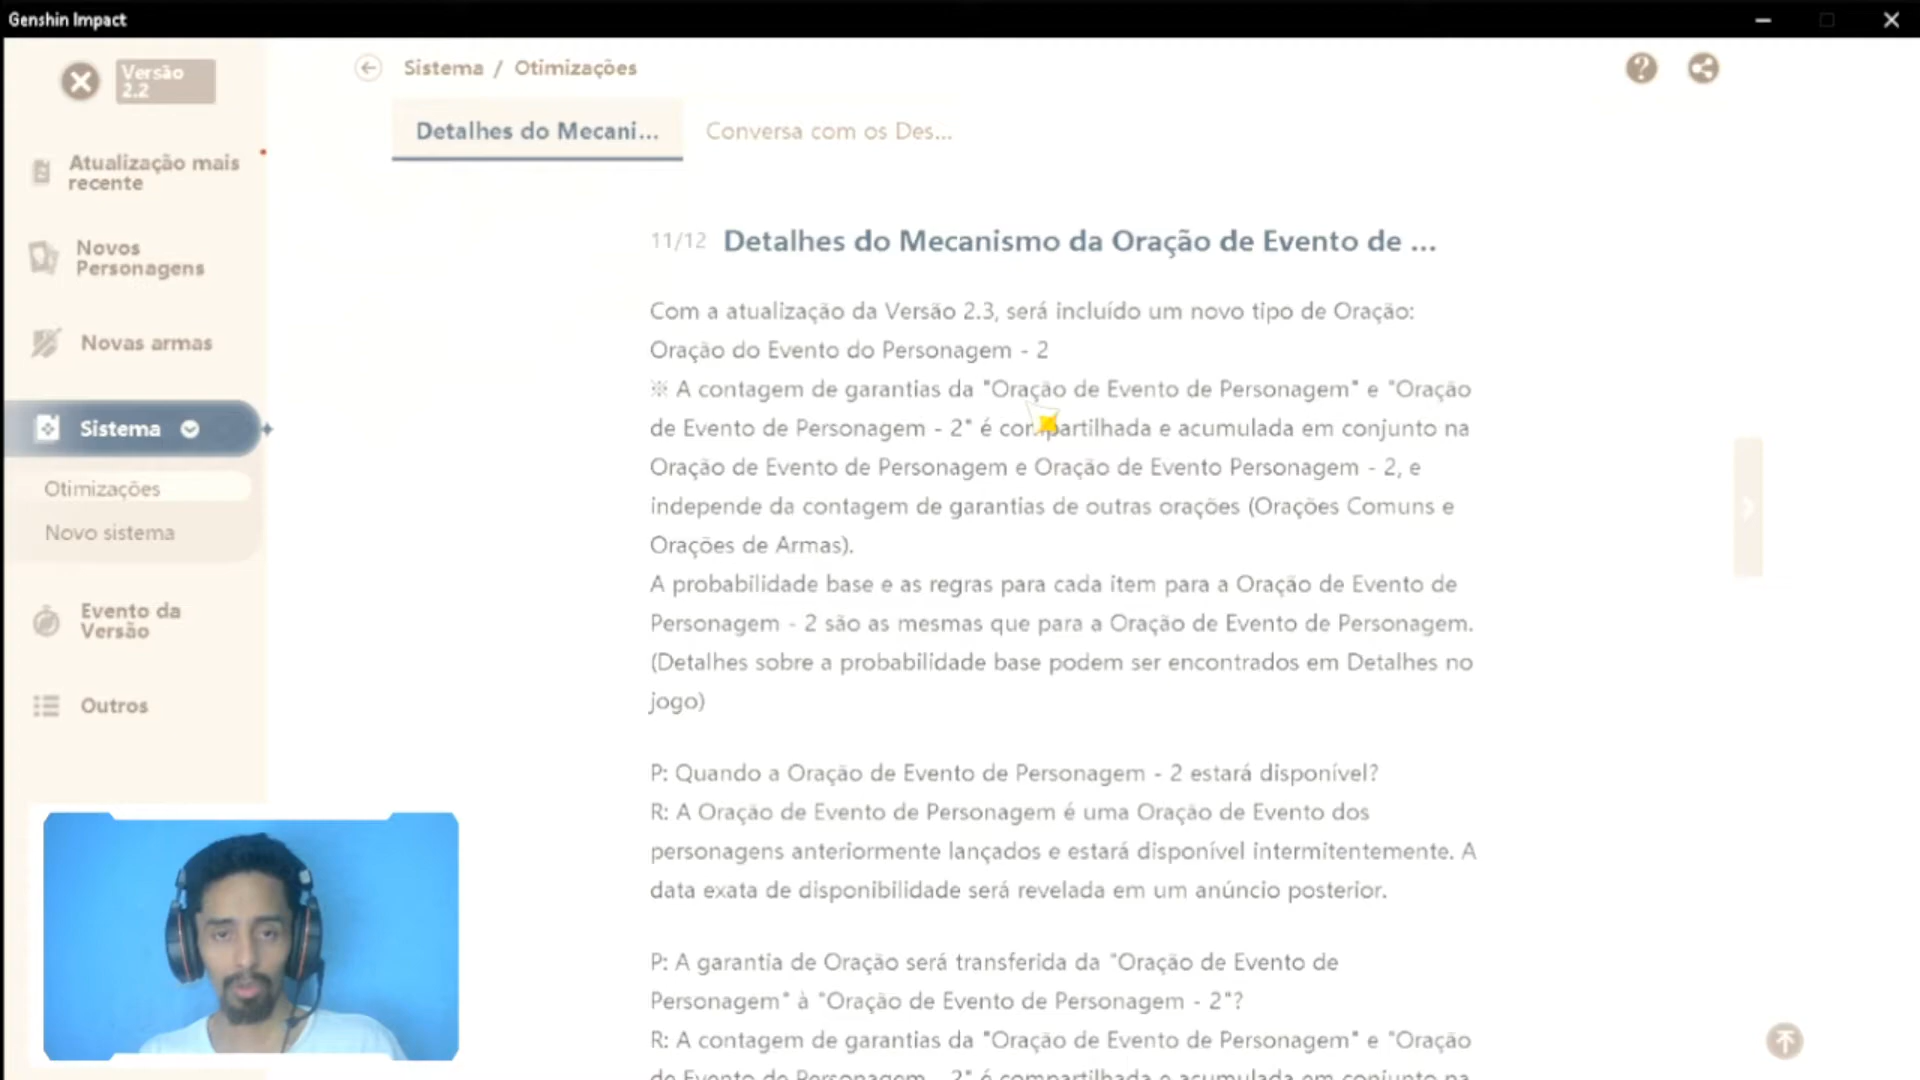 Genshin Impact
Versão
2.2
Sistema / Otimizações
Detalhes do Mecani...
Conversa com os Des...
Atualização mais
recente
Novos
Personagens
Novas armas
Sistema
Otimizações
Novo sistema
Evento da
Versão
Outros
11/12 Detalhes do Mecanismo da Oração de Evento de ...
Com a atualização da Versão 2.3, será incluído um novo tipo de Oração:
Oração do Evento do Personagem - 2
※ A contagem de garantias da "Oração de Evento de Personagem" e "Oração
de Evento de Personagem - 2" é compartilhada e acumulada em conjunto na
Oração de Evento de Personagem e Oração de Evento Personagem - 2, e
independe da contagem de garantias de outras orações (Orações Comuns e
Orações de Armas).
A probabilidade base e as regras para cada item para a Oração de Evento de
Personagem - 2 são as mesmas que para a Oração de Evento de Personagem.
(Detalhes sobre a probabilidade base podem ser encontrados em Detalhes no
jogo)
P: Quando a Oração de Evento de Personagem - 2 estará disponível?
R: A Oração de Evento de Personagem é uma Oração de Evento dos
personagens anteriormente lançados e estará disponível intermitentemente. A
data exata de disponibilidade será revelada em um anúncio posterior.
P: A garantia de Oração será transferida da "Oração de Evento de
Personagem" à "Oração de Evento de Personagem - 2"?
R: A contagem de garantias da "Oração de Evento de Personagem" e "Oração
de Evento de Personagem - 2" é compartilhada e acumulada em conjunto na